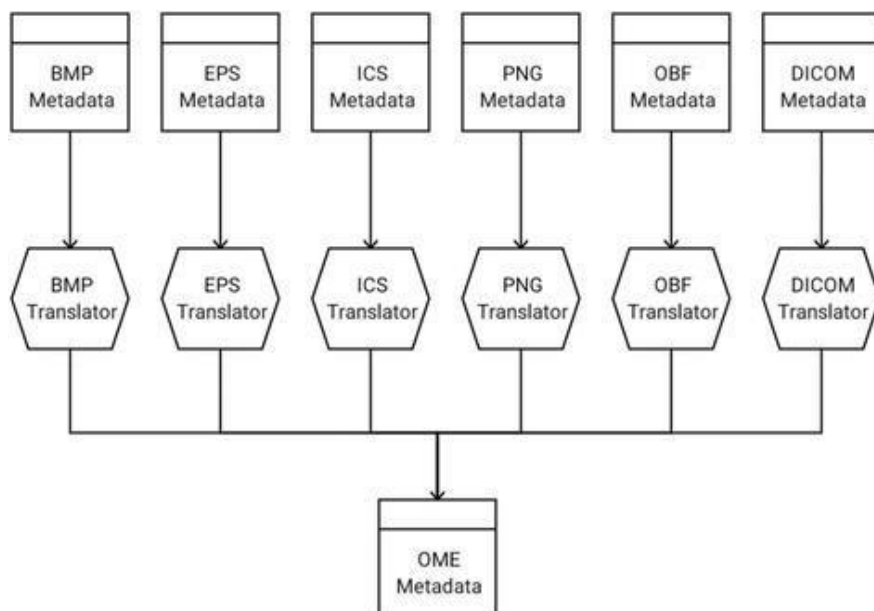 BMP
Metadata
EPS
Metadata
ICS
Metadata
PNG
Metadata
OBF
Metadata
DICOM
Metadata
BMP
Translator
EPS
Translator
ICS
Translator
PNG
Translator
OBF
Translator
DICOM
Translator
OME
Metadata